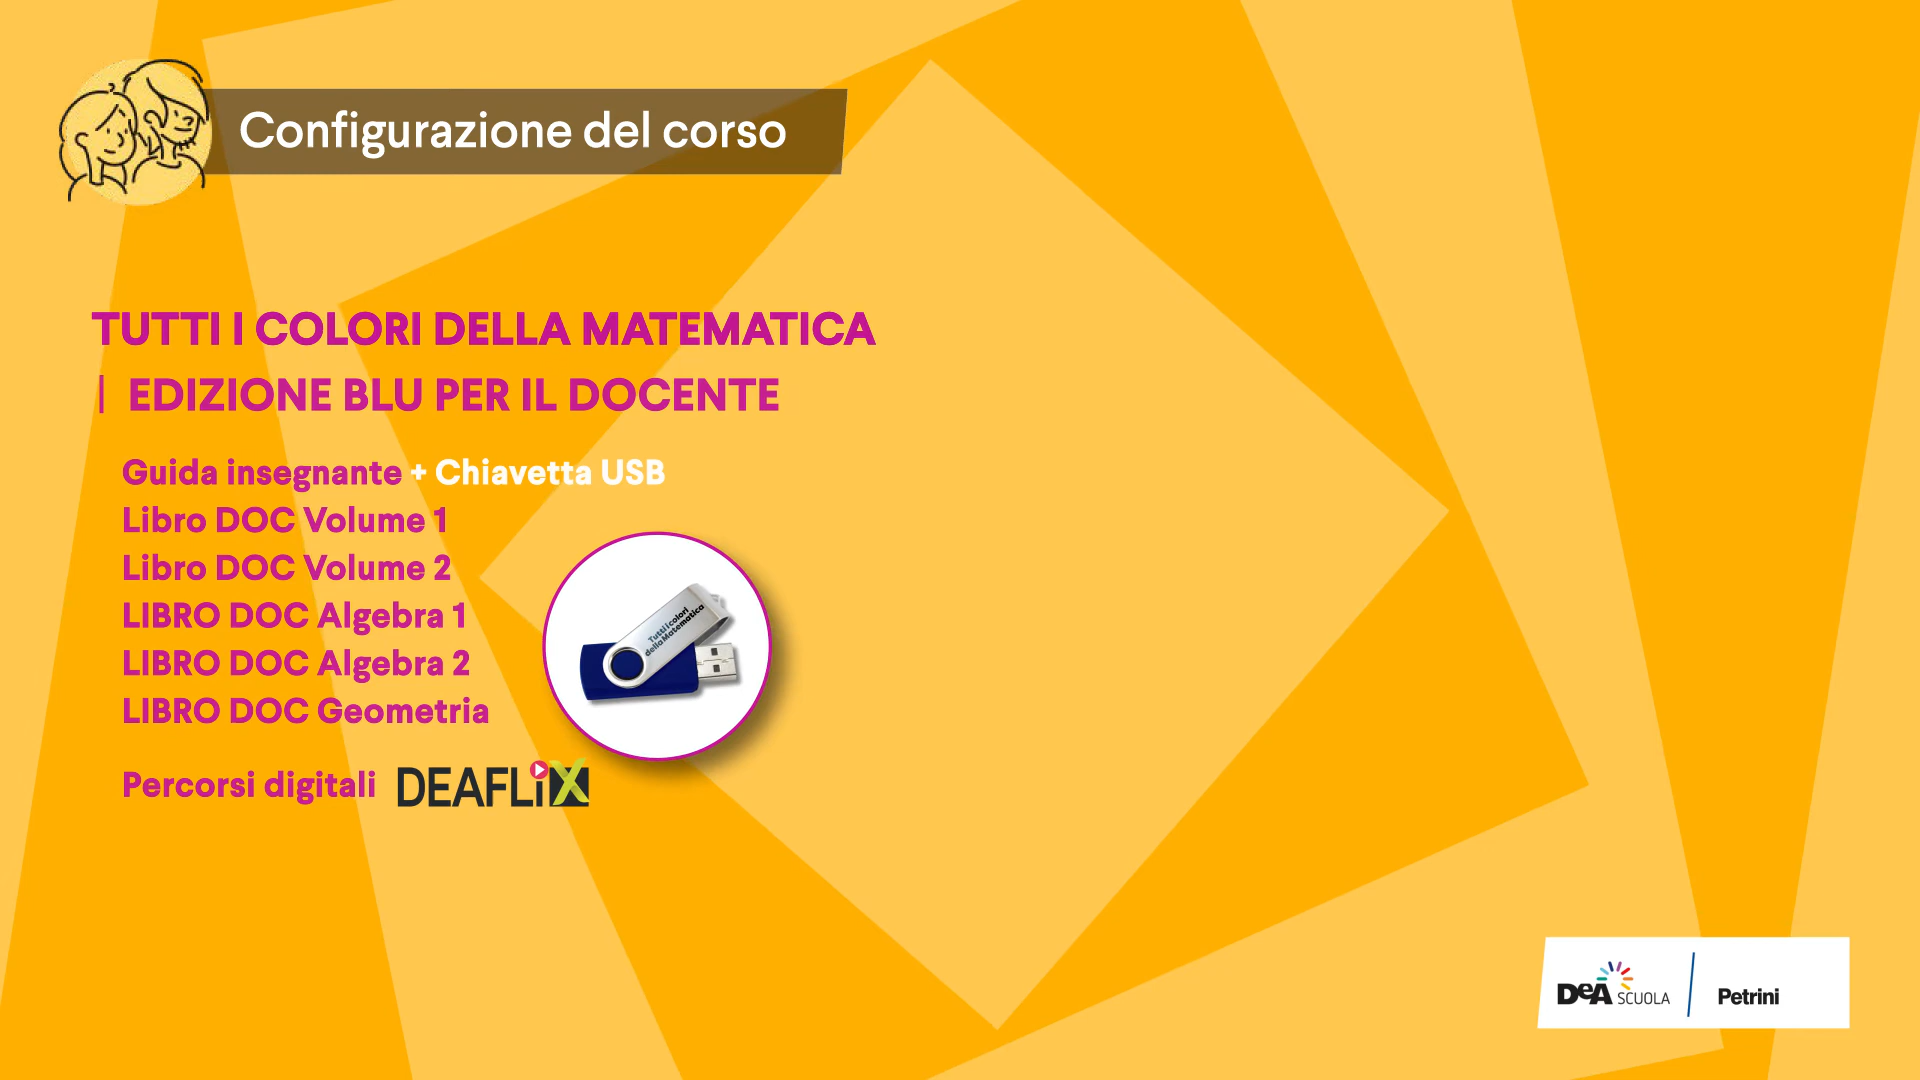 Configurazione del corso
TUTTI I COLORI DELLA MATEMATICA
| EDIZIONE BLU PER IL DOCENTE
Guida insegnante + Chiavetta USB
Libro DOC Volume 1
Libro DOC Volume 2
LIBRO DOC Algebra 1
LIBRO DOC Algebra 2
LIBRO DOC Geometria
Tutti i colori
della Matematica
Percorsi digitali DEAFLiX
DeA SCUOLA | Petrini